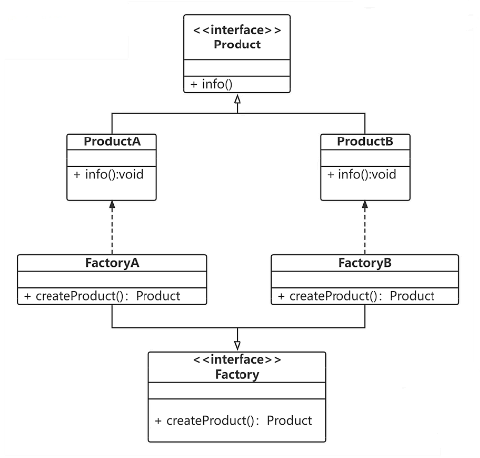 <<interface>>
Product
+ info()
ProductA
+ info():void
ProductB
+ info():void
FactoryA
+ createProduct()：Product
FactoryB
+ createProduct()：Product
<<interface>>
Factory
+ createProduct()：Product